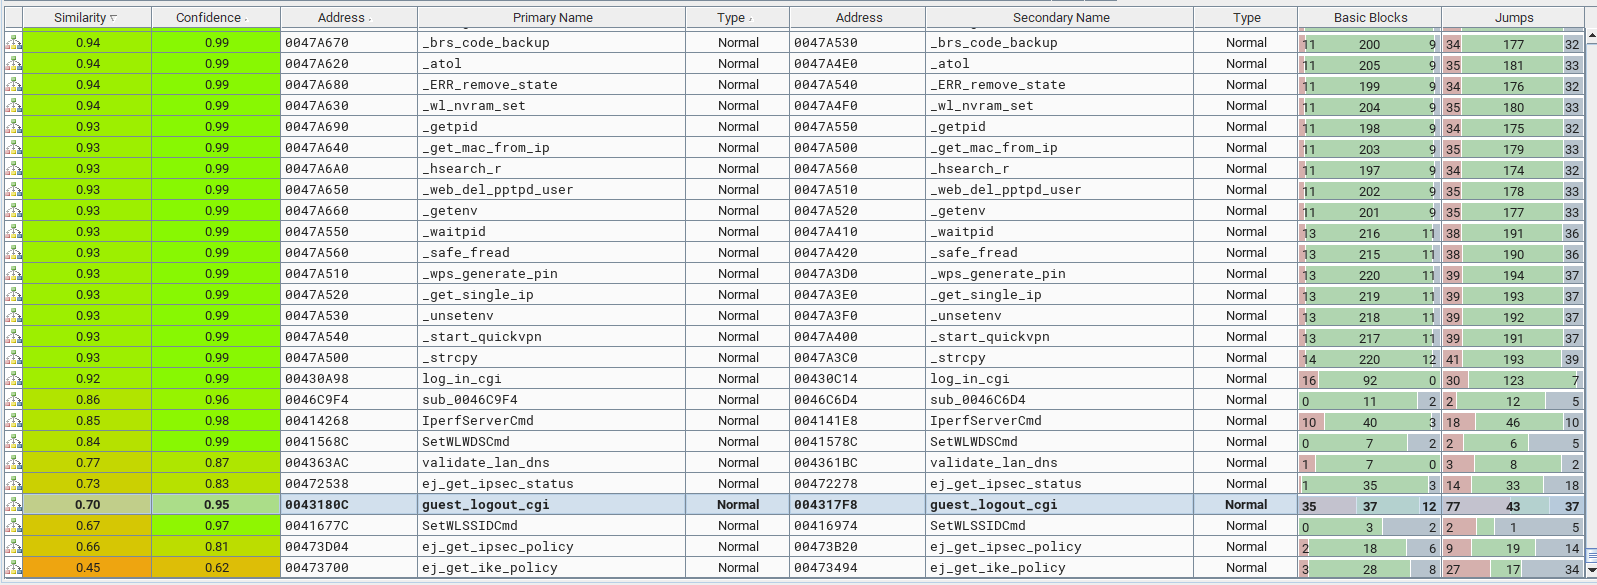 Similarity Confidence Address Primary Name Type Address Secondary Name Type Basic Blocks Jumps
0.94 0.99 0047A670 _brs_code_backup Normal 0047A530 _brs_code_backup Normal 11 200 9 34 177 32
0.94 0.99 0047A620 _atol Normal 0047A4E0 _atol Normal 11 205 9 35 181 33
0.94 0.99 0047A680 _ERR_remove_state Normal 0047A540 _ERR_remove_state Normal 11 199 9 34 176 32
0.94 0.99 0047A630 _wl_nvram_set Normal 0047A4F0 _wl_nvram_set Normal 11 204 9 35 180 33
0.93 0.99 0047A690 _getpid Normal 0047A550 _getpid Normal 11 198 9 34 175 32
0.93 0.99 0047A640 _get_mac_from_ip Normal 0047A500 _get_mac_from_ip Normal 11 203 9 35 179 33
0.93 0.99 0047A6A0 _hsearch_r Normal 0047A560 _hsearch_r Normal 11 197 9 34 174 32
0.93 0.99 0047A650 _web_del_pptpd_user Normal 0047A510 _web_del_pptpd_user Normal 11 202 9 35 178 33
0.93 0.99 0047A660 _getenv Normal 0047A520 _getenv Normal 11 201 9 35 177 33
0.93 0.99 0047A550 _waitpid Normal 0047A410 _waitpid Normal 13 216 11 38 191 36
0.93 0.99 0047A560 _safe_fread Normal 0047A420 _safe_fread Normal 13 215 11 38 190 36
0.93 0.99 0047A510 _wps_generate_pin Normal 0047A3D0 _wps_generate_pin Normal 13 220 11 39 194 37
0.93 0.99 0047A520 _get_single_ip Normal 0047A3E0 _get_single_ip Normal 13 219 11 39 193 37
0.93 0.99 0047A530 _unsetenv Normal 0047A3F0 _unsetenv Normal 13 218 11 39 192 37
0.93 0.99 0047A540 _start_quickvpn Normal 0047A400 _start_quickvpn Normal 13 217 11 39 191 37
0.93 0.99 0047A500 _strcpy Normal 0047A3C0 _strcpy Normal 14 220 12 41 193 39
0.92 0.99 00430A98 log_in_cgi Normal 00430C14 log_in_cgi Normal 16 92 0 30 123 7
0.86 0.96 0046C9F4 sub_0046C9F4 Normal 0046C6D4 sub_0046C6D4 Normal 0 11 2 2 12 5
0.85 0.98 00414268 IperfServerCmd Normal 004141E8 IperfServerCmd Normal 10 40 3 18 46 10
0.84 0.99 0041568C SetWLWDSCmd Normal 0041578C SetWLWDSCmd Normal 0 7 2 2 6 5
0.77 0.87 004363AC validate_lan_dns Normal 004361BC validate_lan_dns Normal 1 7 0 3 8 2
0.73 0.83 00472538 ej_get_ipsec_status Normal 00472278 ej_get_ipsec_status Normal 1 35 3 14 33 18
0.70 0.95 0043180C guest_logout_cgi Normal 004317F8 guest_logout_cgi Normal 35 37 12 77 43 37
0.67 0.97 0041677C SetWLSSIDCmd Normal 00416974 SetWLSSIDCmd Normal 0 3 2 2 1 5
0.66 0.81 00473D04 ej_get_ipsec_policy Normal 00473B20 ej_get_ipsec_policy Normal 2 18 6 9 19 14
0.45 0.62 00473700 ej_get_ike_policy Normal 00473494 ej_get_ike_policy Normal 3 28 8 27 17 34